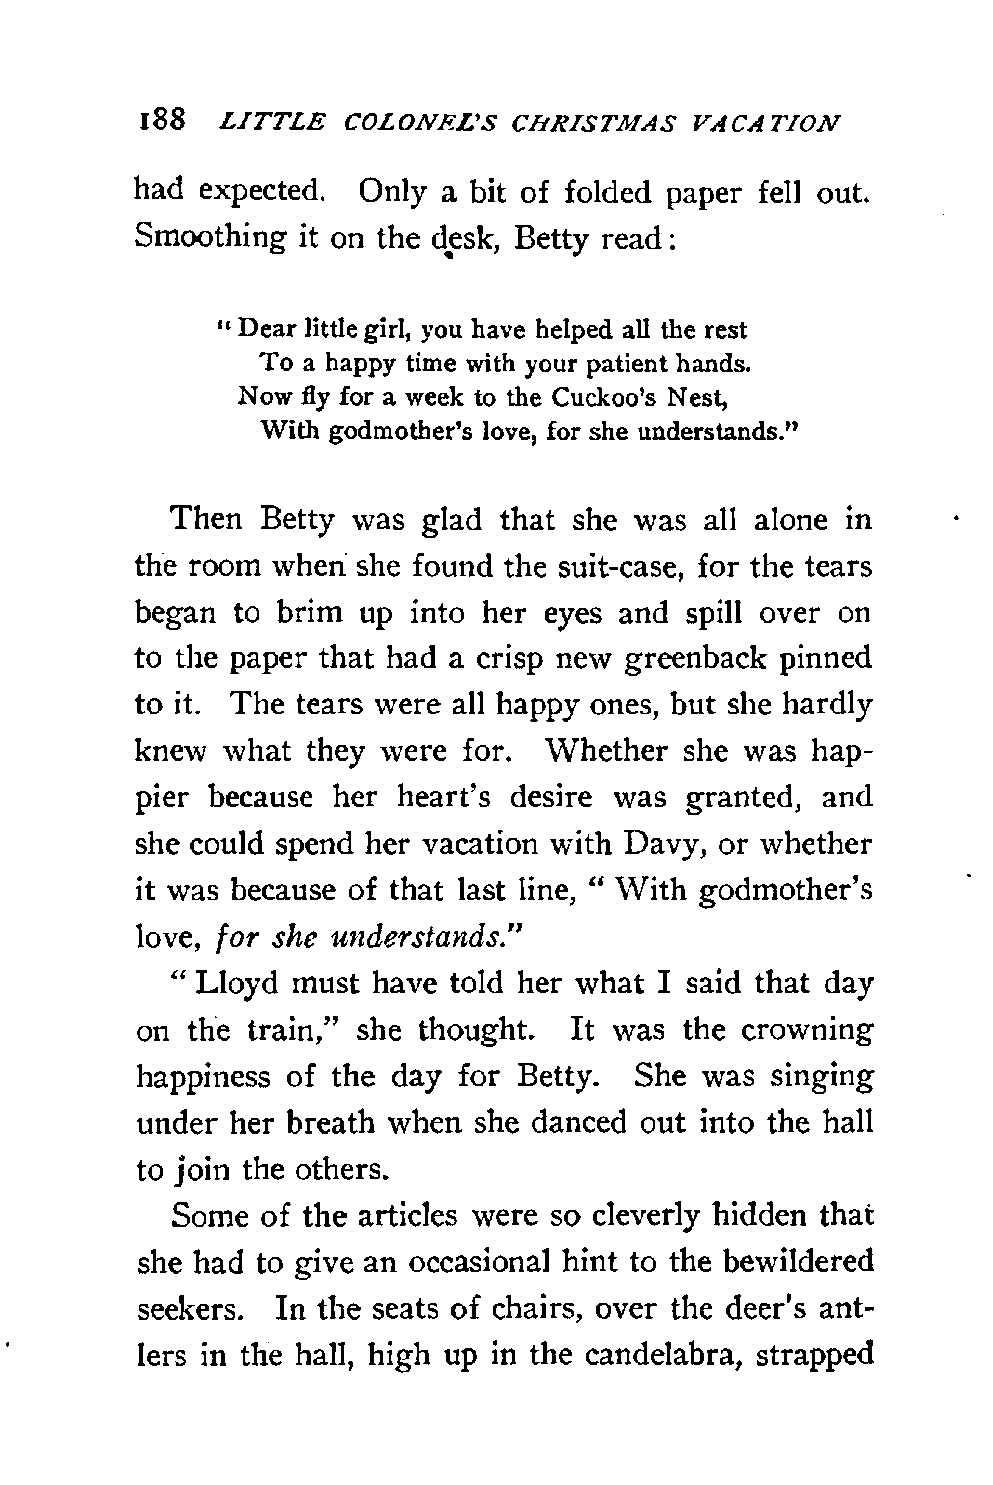 188 LITTLE COLONEL'S CHRISTMAS VACATION
had expected. Only a bit of folded paper fell out.
Smoothing it on the desk, Betty read:
"Dear little girl, you have helped all the rest
To a happy time with your patient hands.
Now fly for a week to the Cuckoo's Nest,
With godmother's love, for she understands."
Then Betty was glad that she was all alone in
the room when she found the suit-case, for the tears
began to brim up into her eyes and spill over on
to the paper that had a crisp new greenback pinned
to it. The tears were all happy ones, but she hardly
knew what they were for. Whether she was hap-
pier because her heart's desire was granted, and
she could spend her vacation with Davy, or whether
it was because of that last line, "With godmother's
love, for she understands."
"Lloyd must have told her what I said that day
on the train," she thought. It was the crowning
happiness of the day for Betty. She was singing
under her breath when she danced out into the hall
to join the others.
Some of the articles were so cleverly hidden that
she had to give an occasional hint to the bewildered
seekers. In the seats of chairs, over the deer's ant-
lers in the hall, high up in the candelabra, strapped